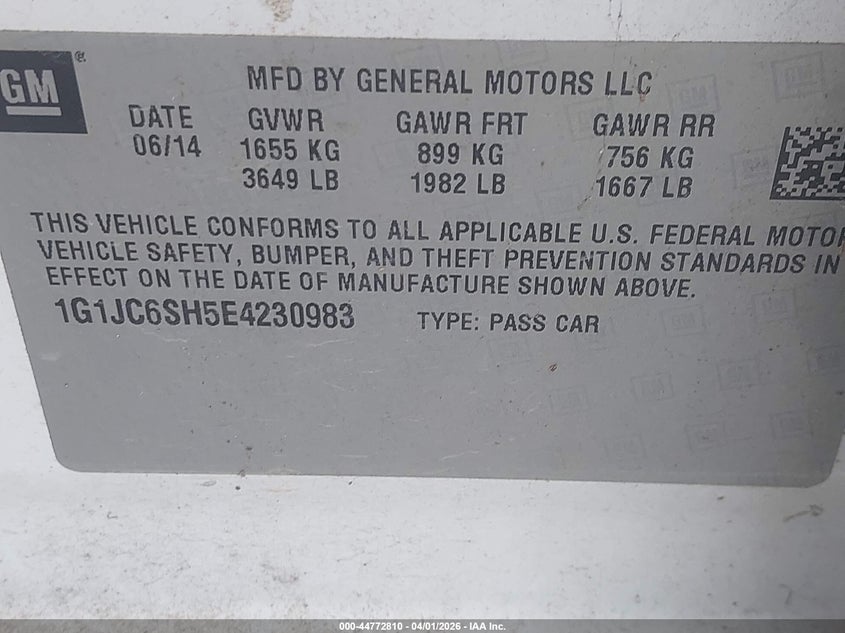 GM ®
MFD BY GENERAL MOTORS LLC
DATE GVWR GAWR FRT GAWR RR
06/14 1655 KG 899 KG 756 KG
3649 LB 1982 LB 1667 LB
THIS VEHICLE CONFORMS TO ALL APPLICABLE U.S. FEDERAL MOTOR
VEHICLE SAFETY, BUMPER, AND THEFT PREVENTION STANDARDS IN
EFFECT ON THE DATE OF MANUFACTURE SHOWN ABOVE.
1G1JC6SH5E4230983 TYPE: PASS CAR
000-44772810 - 04/01/2026 - IAA Inc.